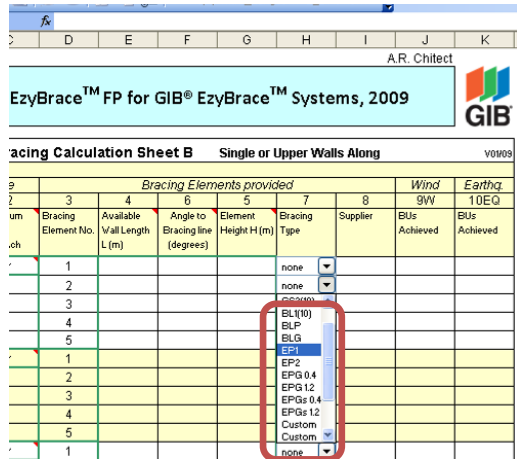 fx
C D E F G H I J K
A.R. Chitect
EzyBrace™ FP for GIB® EzyBrace™ Systems, 2009
GIB
racing Calculation Sheet B Single or Upper Walls Along V01/09
Bracing Elements provided Wind Earthq.
2 3 4 6 5 7 8 9W 10EQ
um Bracing Available Angle to Element Bracing Supplier BUs BUs
Element No. Wall Length Bracing line Height H (m) Type Achieved Achieved
.ch L (m) (degrees)
1 none
2 none
3
4 BL1(10)
5 BLP
BLG
1 EP1
2 EP2
EPG 0.4
3 EPG 1.2
EPGs 0.4
4 EPGs 1.2
Custom
5 Custom
1 none